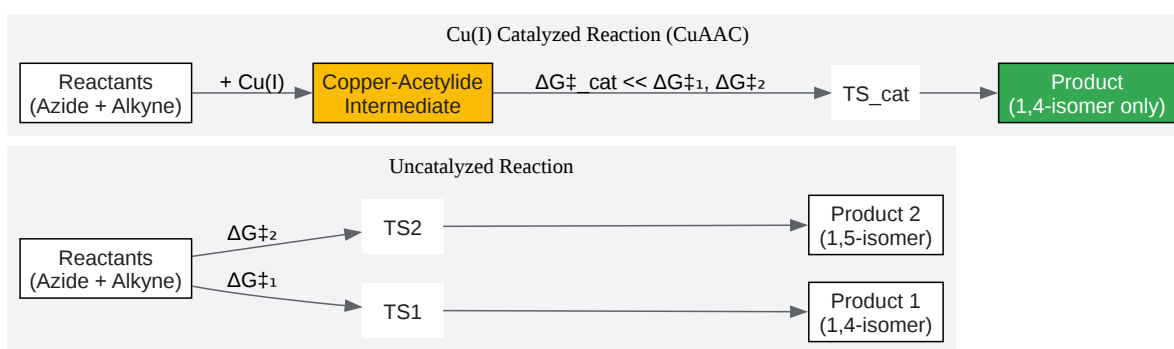 Cu(I) Catalyzed Reaction (CuAAC)
Reactants
(Azide + Alkyne)
+ Cu(I)
Copper-Acetylide
Intermediate
ΔG‡_cat << ΔG‡₁, ΔG‡₂
TS_cat
Product
(1,4-isomer only)
Uncatalyzed Reaction
Reactants
(Azide + Alkyne)
ΔG‡₂
TS2
Product 2
(1,5-isomer)
ΔG‡₁
TS1
Product 1
(1,4-isomer)